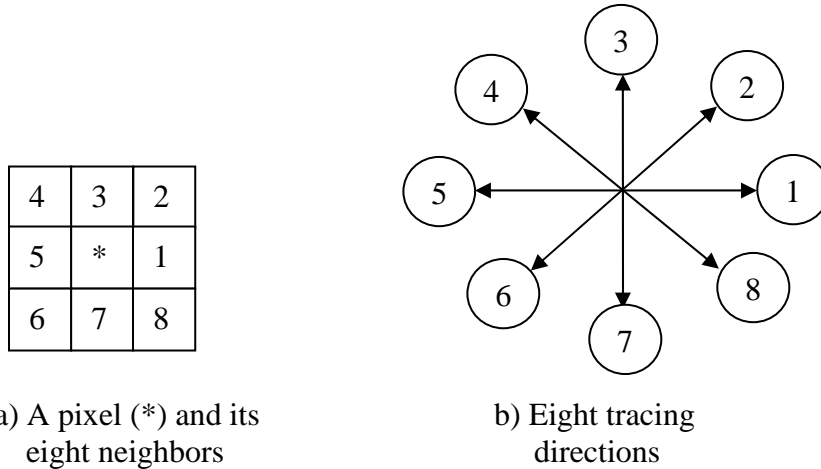 3
4 2
4 3 2
5 * 1
5 1
6 7 8
6 8
7
a) A pixel (*) and its
eight neighbors
b) Eight tracing
directions